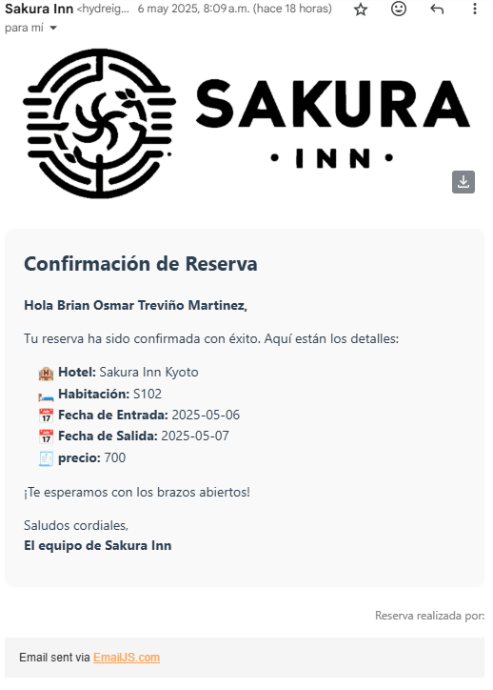 Sakura Inn <hydreig... 6 may 2025, 8:09 a.m. (hace 18 horas)
para mí
SAKURA
• INN •
Confirmación de Reserva
Hola Brian Osmar Treviño Martinez,
Tu reserva ha sido confirmada con éxito. Aquí están los detalles:
🏨 Hotel: Sakura Inn Kyoto
🛏️ Habitación: S102
📅 Fecha de Entrada: 2025-05-06
📅 Fecha de Salida: 2025-05-07
🧾 precio: 700
¡Te esperamos con los brazos abiertos!
Saludos cordiales,
El equipo de Sakura Inn
Reserva realizada por:
Email sent via EmailJS.com